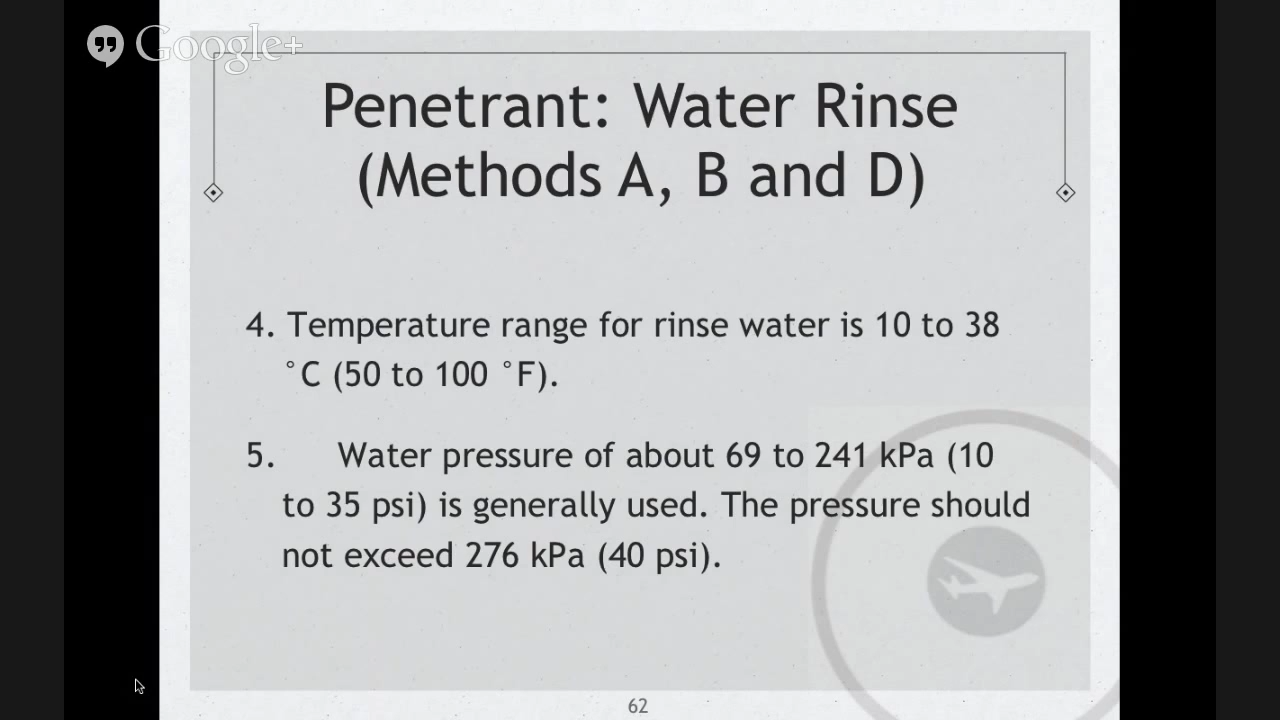 Google+
Penetrant: Water Rinse
(Methods A, B and D)
4. Temperature range for rinse water is 10 to 38
°C (50 to 100 °F).
5. Water pressure of about 69 to 241 kPa (10
to 35 psi) is generally used. The pressure should
not exceed 276 kPa (40 psi).
62